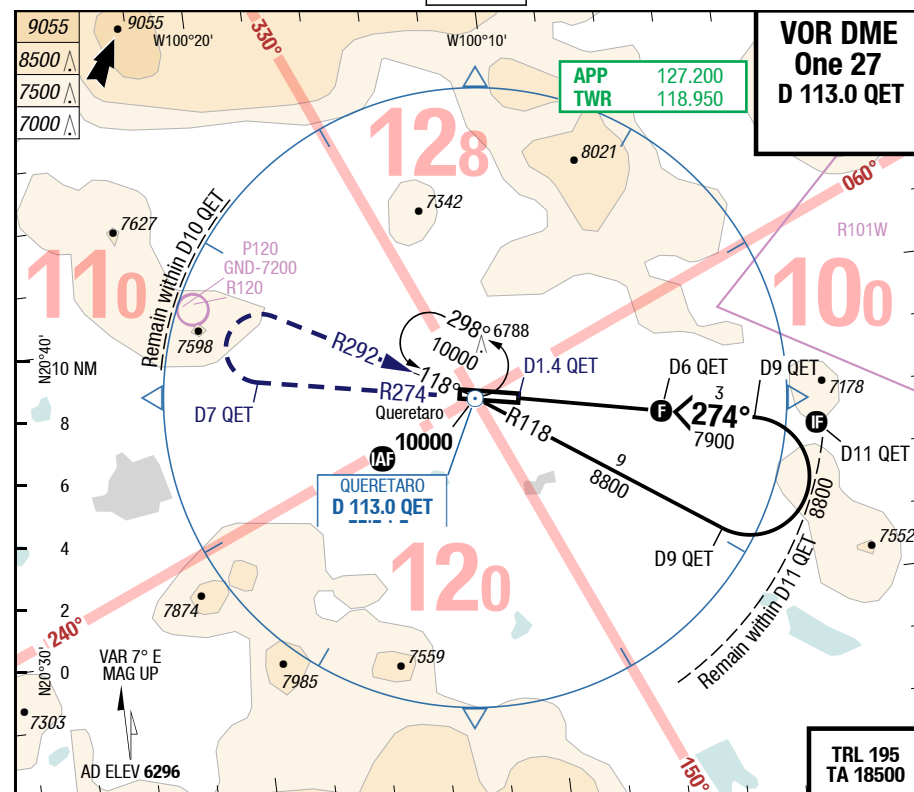 9055
8500
7500
7000
9055
W100°20'
330°
W100°10'
APP 127.200
TWR 118.950
VOR DME
One 27
D 113.0 QET
128
8021
060°
7342
R101W
7627
Remain within D10 QET
P120
GND-7200
R120
110
100
7598
298°
6788
10000
R292
118°
D1.4 QET
D6 QET
D9 QET
7178
N20°40'
10 NM
D7 QET
R274
Queretaro
R118
F
3
274°
7900
IF
D11 QET
8
IAF
10000
9
8800
8800
QUERETARO
D 113.0 QET
6
D9 QET
7552
4
120
Remain within D11 QET
7874
2
240°
7559
7985
N20°30'
0
VAR 7° E
MAG UP
7303
AD ELEV 6296
150°
TRL 195
TA 18500